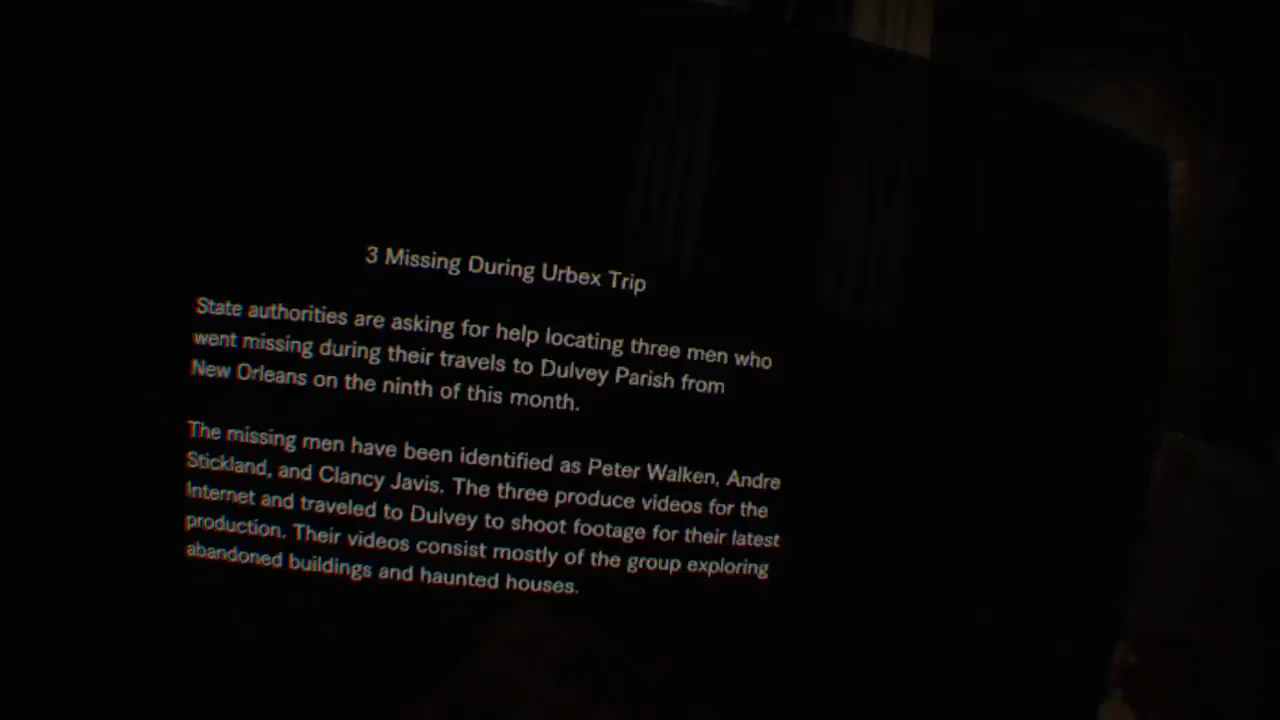 3 Missing During Urbex Trip
State authorities are asking for help locating three men who
went missing during their travels to Dulvey Parish from
New Orleans on the ninth of this month.
The missing men have been identified as Peter Walken, Andre
Stickland, and Clancy Javis. The three produce videos for the
Internet and traveled to Dulvey to shoot footage for their latest
production. Their videos consist mostly of the group exploring
abandoned buildings and haunted houses.